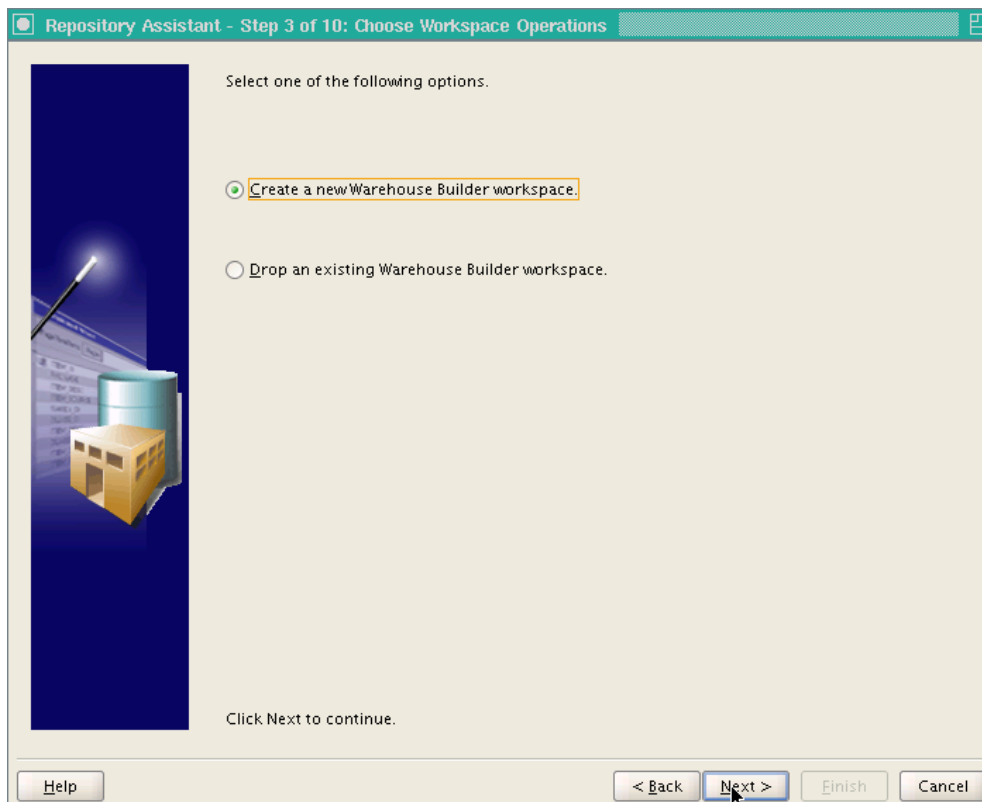 Repository Assistant - Step 3 of 10: Choose Workspace Operations
Select one of the following options.
Create a new Warehouse Builder workspace.
Drop an existing Warehouse Builder workspace.
Click Next to continue.
Help
< Back
Next >
Finish
Cancel